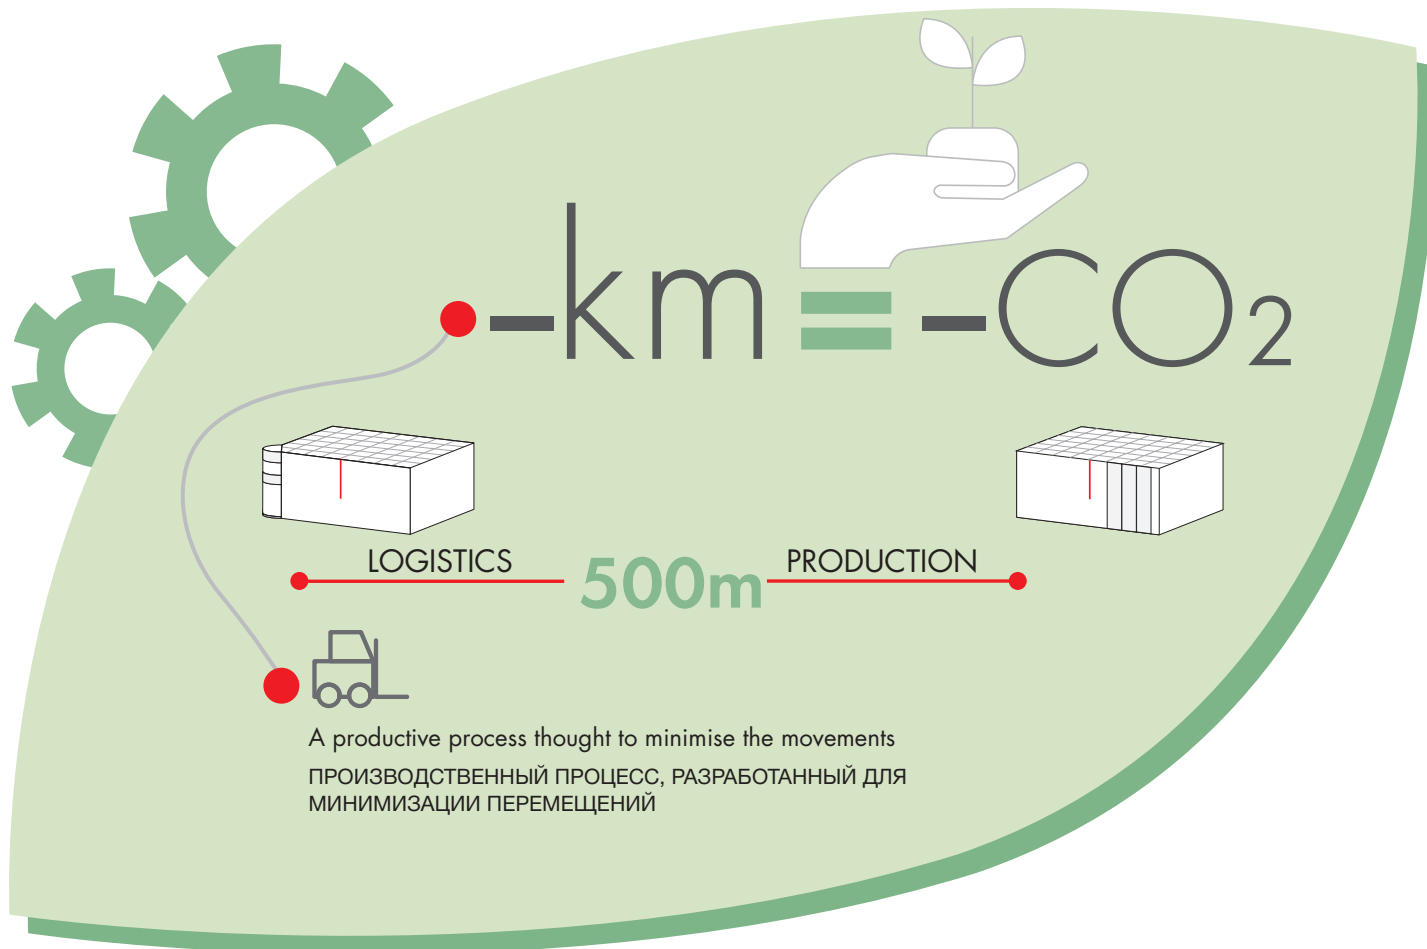 -km = -CO2
LOGISTICS 500m PRODUCTION
A productive process thought to minimise the movements
ПРОИЗВОДСТВЕННЫЙ ПРОЦЕСС, РАЗРАБОТАННЫЙ ДЛЯ
МИНИМИЗАЦИИ ПЕРЕМЕЩЕНИЙ